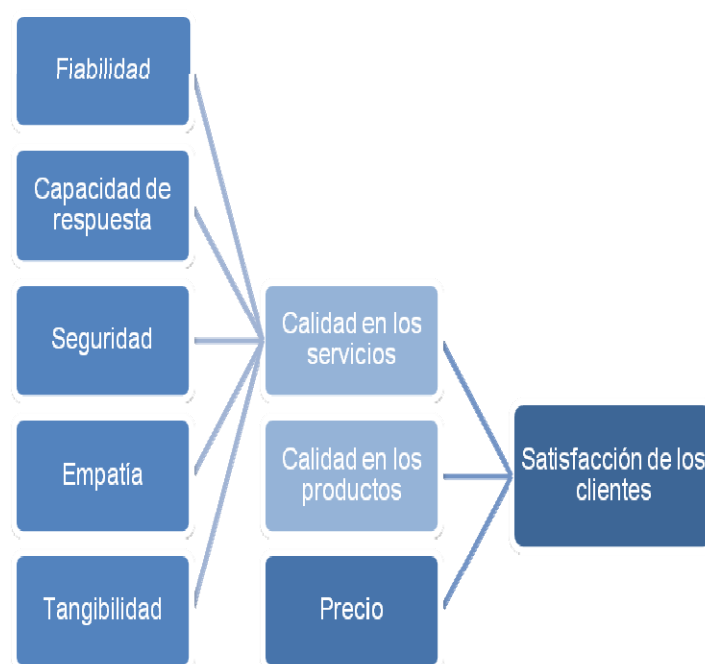 Fiabilidad
Capacidad de
respuesta
Seguridad
Empatía
Tangibilidad
Calidad en los
servicios
Calidad en los
productos
Precio
Satisfacción de los
clientes